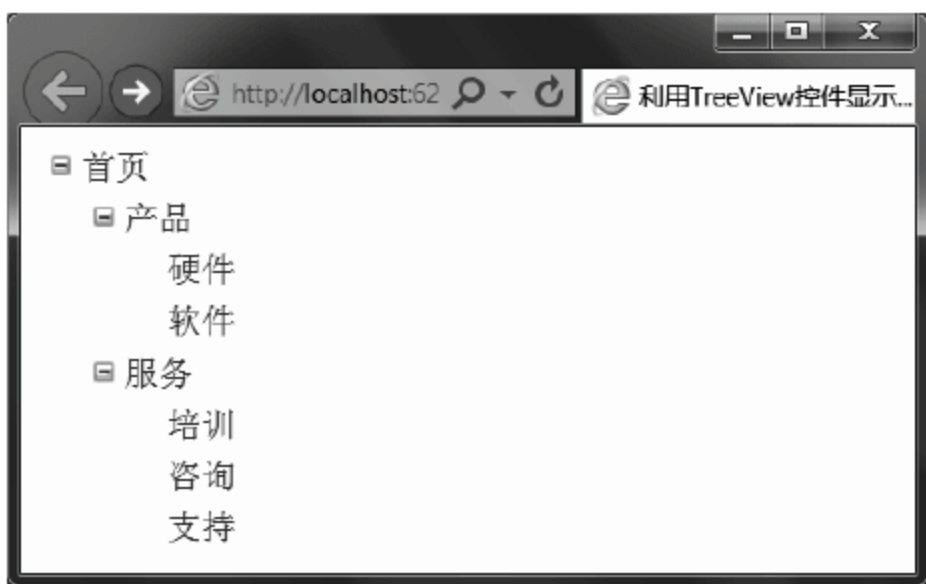 http://localhost:62
利用TreeView控件显示...
首页
产品
硬件
软件
服务
培训
咨询
支持